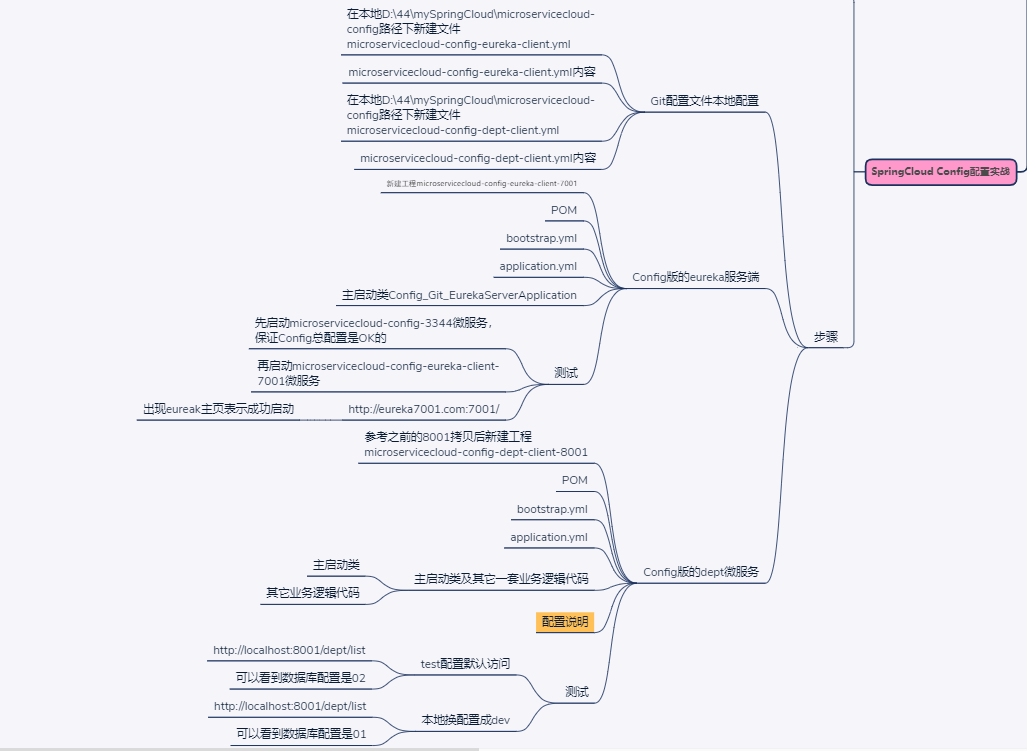 在本地D:\44\mySpringCloud\microservicecloud-
config路径下新建文件
microservicecloud-config-eureka-client.yml
microservicecloud-config-eureka-client.yml内容
在本地D:\44\mySpringCloud\microservicecloud-
config路径下新建文件
microservicecloud-config-dept-client.yml
microservicecloud-config-dept-client.yml内容
Git配置文件本地配置
SpringCloud Config配置实战
新建工程microservicecloud-config-eureka-client-7001
POM
bootstrap.yml
application.yml
主启动类Config_Git_EurekaServerApplication
Config版的eureka服务端
先启动microservicecloud-config-3344微服务，
保证Config总配置是OK的
再启动microservicecloud-config-eureka-client-
7001微服务
http://eureka7001.com:7001/
出现eureak主页表示成功启动
测试
步骤
参考之前的8001拷贝后新建工程
microservicecloud-config-dept-client-8001
POM
bootstrap.yml
application.yml
主启动类
其它业务逻辑代码
主启动类及其它一套业务逻辑代码
Config版的dept微服务
配置说明
http://localhost:8001/dept/list
可以看到数据库配置是02
test配置默认访问
http://localhost:8001/dept/list
可以看到数据库配置是01
本地换配置成dev
测试